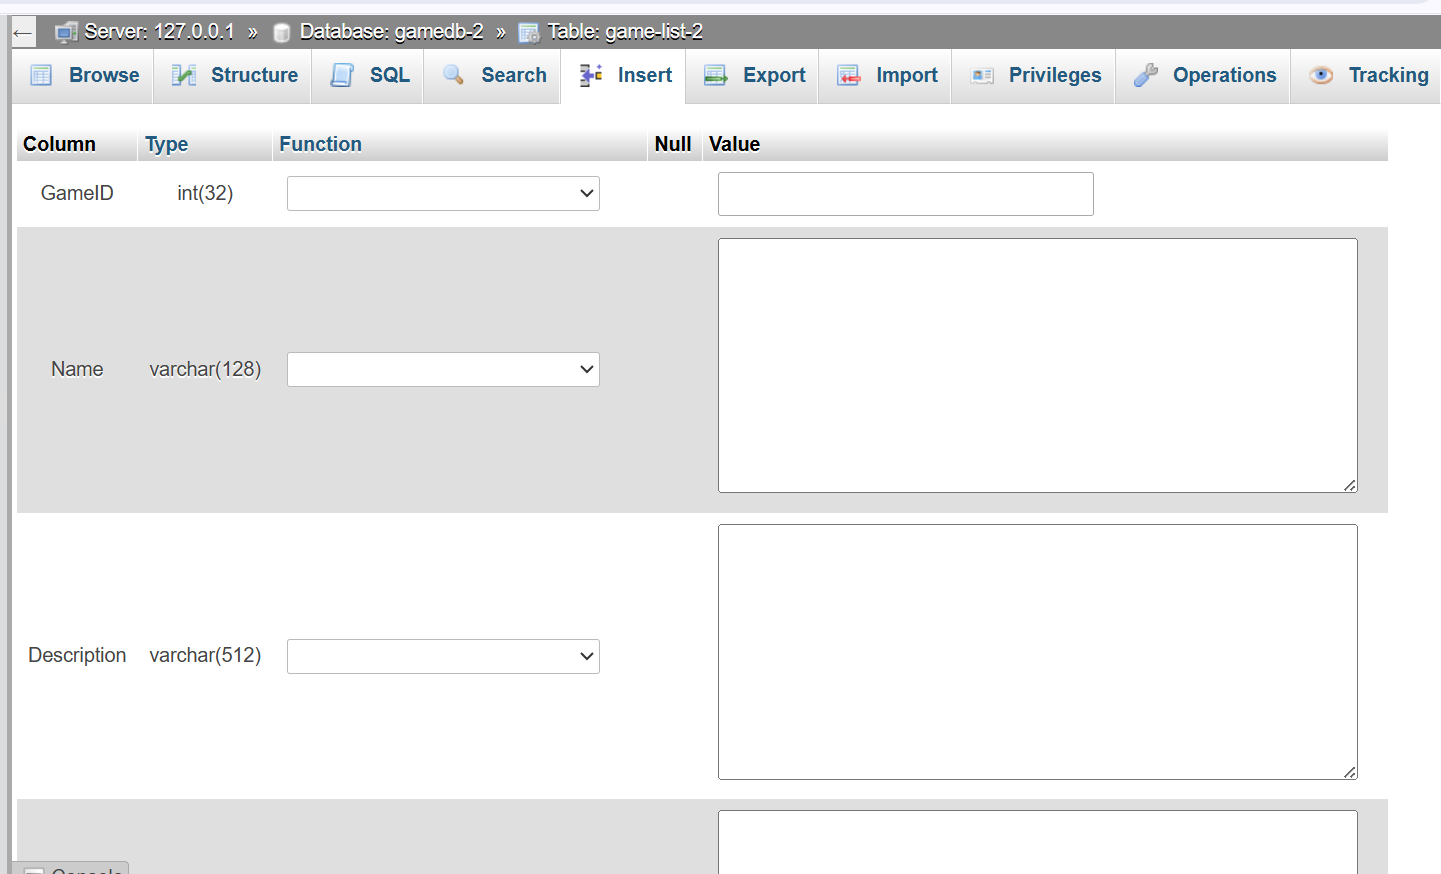 Server: 127.0.0.1 » Database: gamedb-2 » Table: game-list-2
Browse Structure SQL Search Insert Export Import Privileges Operations Tracking
Column Type Function Null Value
GameID int(32)
Name varchar(128)
Description varchar(512)
Console